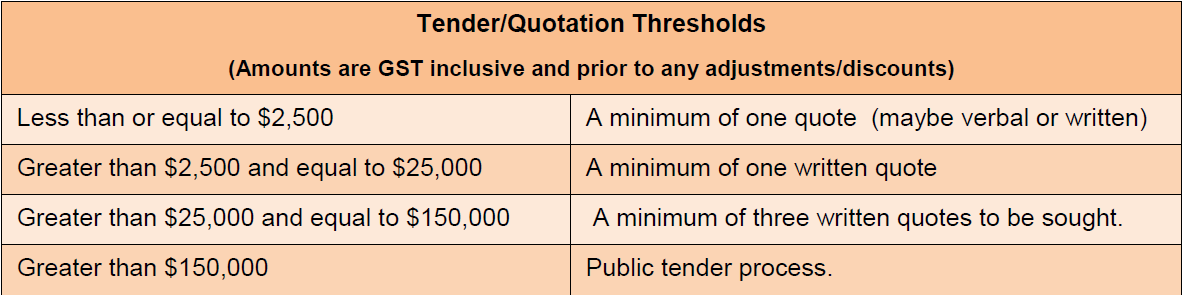 Tender/Quotation Thresholds
(Amounts are GST inclusive and prior to any adjustments/discounts)
Less than or equal to $2,500
A minimum of one quote  (maybe verbal or written)
Greater than $2,500 and equal to $25,000
A minimum of one written quote
Greater than $25,000 and equal to $150,000
A minimum of three written quotes to be sought.
Greater than $150,000
Public tender process.